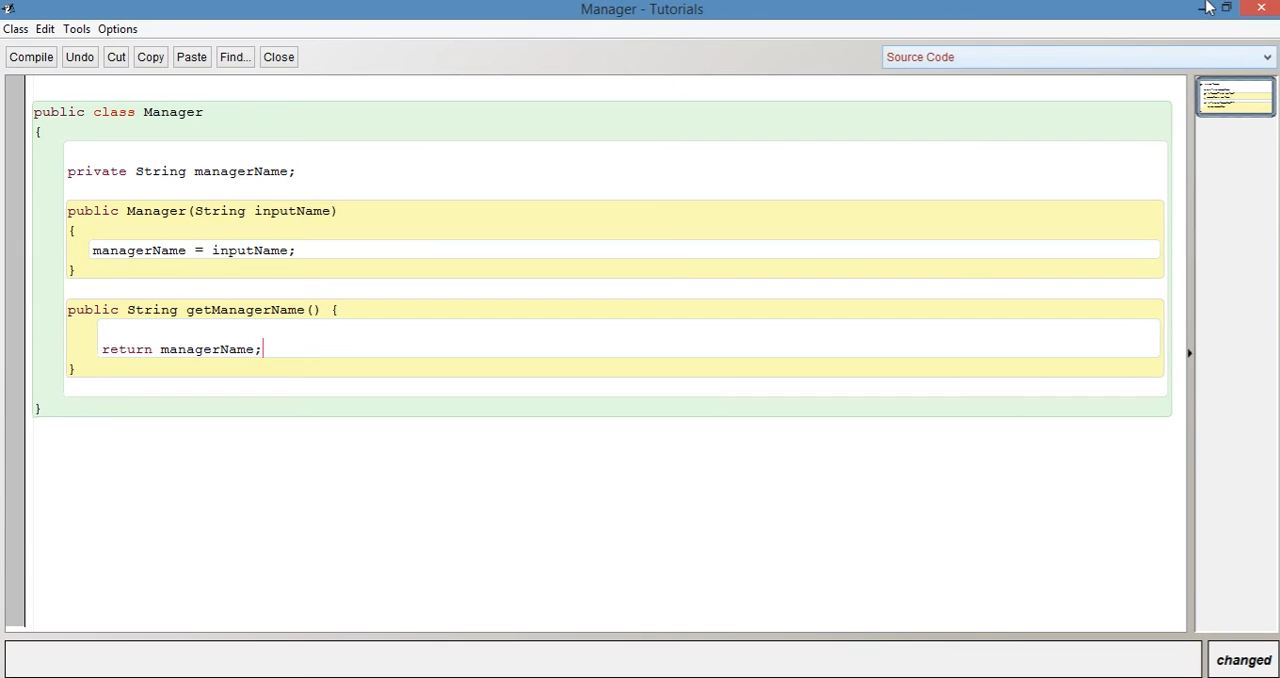 Manager - Tutorials
Class Edit Tools Options
Compile Undo Cut Copy Paste Find... Close Source Code
public class Manager
{
private String managerName;
public Manager(String inputName)
{
managerName = inputName;
}
public String getManagerName() {
return managerName;
}
}
changed